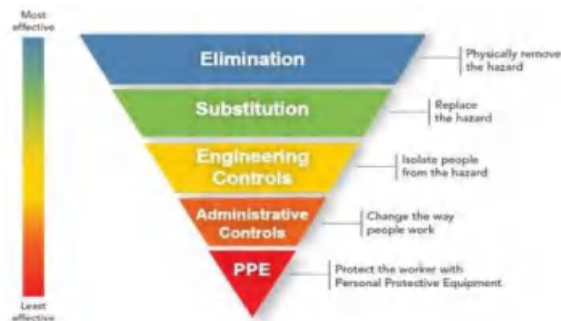 Most
effective
Elimination
Physically remove
the hazard
Substitution
Replace
the hazard
Engineering
Controls
Isolate people
from the hazard
Administrative
Controls
Change the way
people work
PPE
Protect the worker with
Personal Protective Equipment
Least
effective